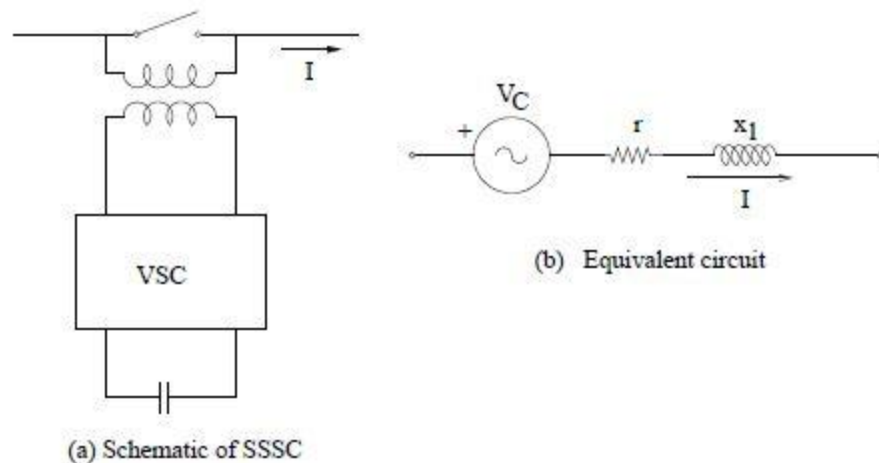 I
VSC
(a) Schematic of SSSC
V_C
+
r
x_1
I
(b) Equivalent circuit